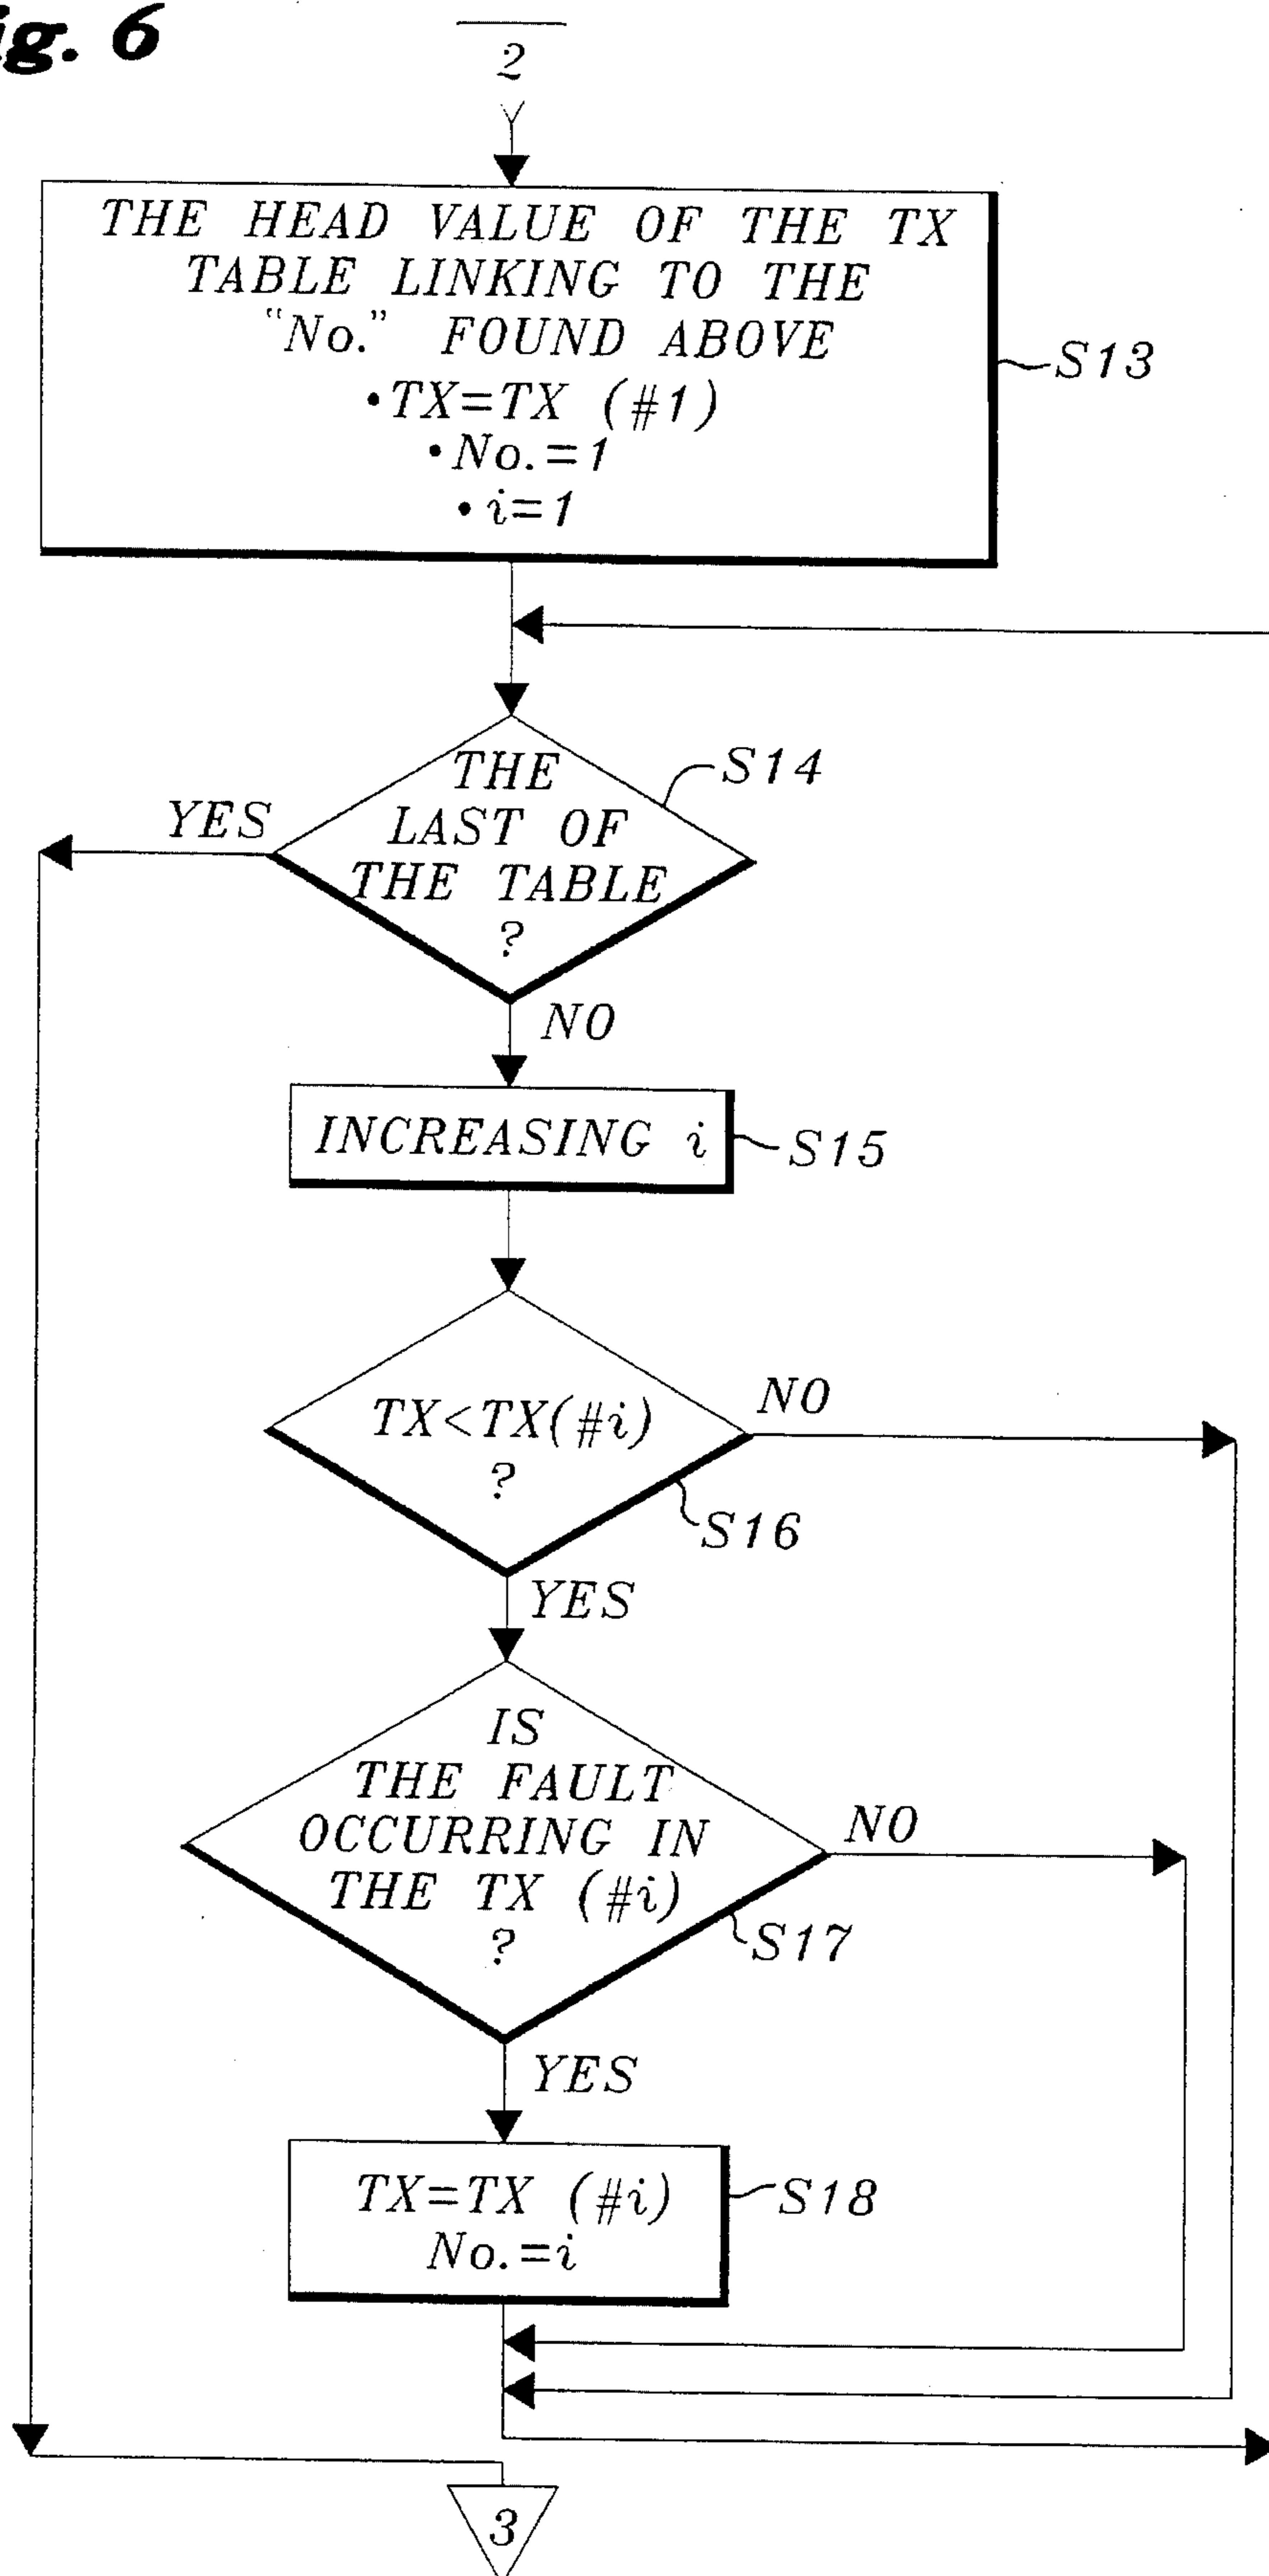 ig. 6
2
THE HEAD VALUE OF THE TX
TABLE LINKING TO THE
"No." FOUND ABOVE
•TX=TX (#1)
•No.=1
•i=1
S13
S14
THE
LAST OF
THE TABLE
?
YES
NO
INCREASING i
S15
TX<TX(#i)
?
NO
S16
YES
IS
THE FAULT
OCCURRING IN
THE TX (#i)
?
NO
S17
YES
TX=TX (#i)
No.=i
S18
3